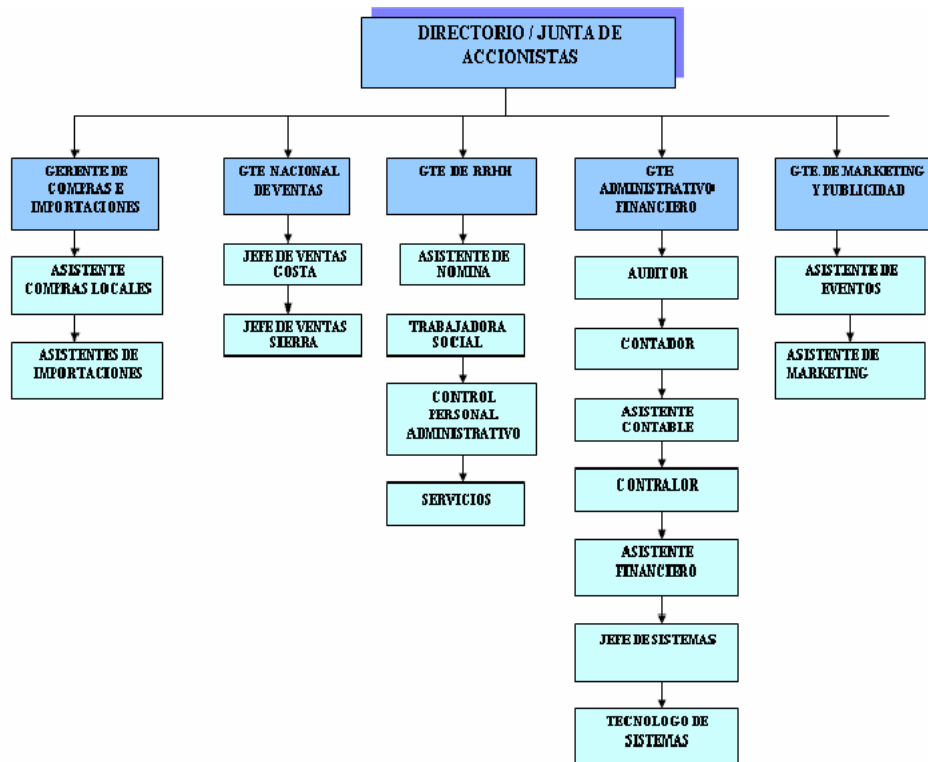 DIRECTORIO / JUNTA DE
ACCIONISTAS
GERENTE DE
COMPRAS E
IMPORTACIONES
GTE NACIONAL
DE VENTAS
GTE DE RRHH
GTE
ADMINISTRATIVO
FINANCIERO
GTE. DE MARKETING
Y PUBLICIDAD
ASISTENTE
COMPRAS LOCALES
ASISTENTES DE
IMPORTACIONES
JEFE DE VENTAS
COSTA
JEFE DE VENTAS
SIERRA
ASISTENTE DE
NOMINA
TRABAJADORA
SOCIAL
CONTROL
PERSONAL
ADMINISTRATIVO
SERVICIOS
AUDITOR
CONTADOR
ASISTENTE
CONTABLE
CONTRALOR
ASISTENTE
FINANCIERO
JEFE DE SISTEMAS
TECNOLOGO DE
SISTEMAS
ASISTENTE DE
EVENTOS
ASISTENTE DE
MARKETING